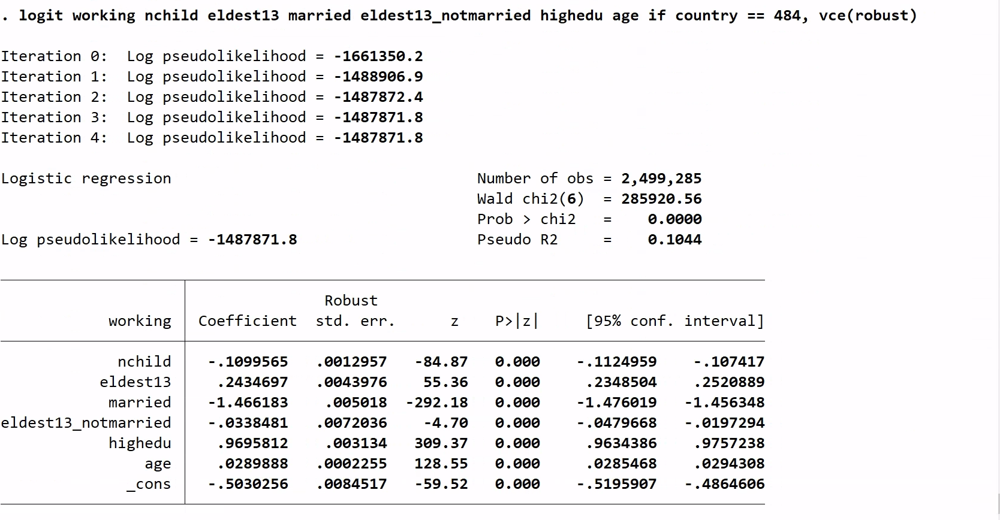 . logit working nchild eldest13 married eldest13_notmarried highedu age if country == 484, vce(robust)
Iteration 0:  Log pseudolikelihood = -1661350.2
Iteration 1:  Log pseudolikelihood = -1488906.9
Iteration 2:  Log pseudolikelihood = -1487872.4
Iteration 3:  Log pseudolikelihood = -1487871.8
Iteration 4:  Log pseudolikelihood = -1487871.8
Logistic regression Number of obs = 2,499,285
Wald chi2(6) = 285920.56
Prob > chi2 = 0.0000
Log pseudolikelihood = -1487871.8 Pseudo R2 = 0.1044
Robust
working Coefficient std. err. z P>|z| [95% conf. interval]
nchild -.1099565 .0012957 -84.87 0.000 -.1124959 -.107417
eldest13 .2434697 .0043976 55.36 0.000 .2348504 .2520889
married -1.466183 .005018 -292.18 0.000 -1.476019 -1.456348
eldest13_notmarried -.0338481 .0072036 -4.70 0.000 -.0479668 -.0197294
highedu .9695812 .003134 309.37 0.000 .9634386 .9757238
age .0289888 .0002255 128.55 0.000 .0285468 .0294308
_cons -.5030256 .0084517 -59.52 0.000 -.5195907 -.4864606